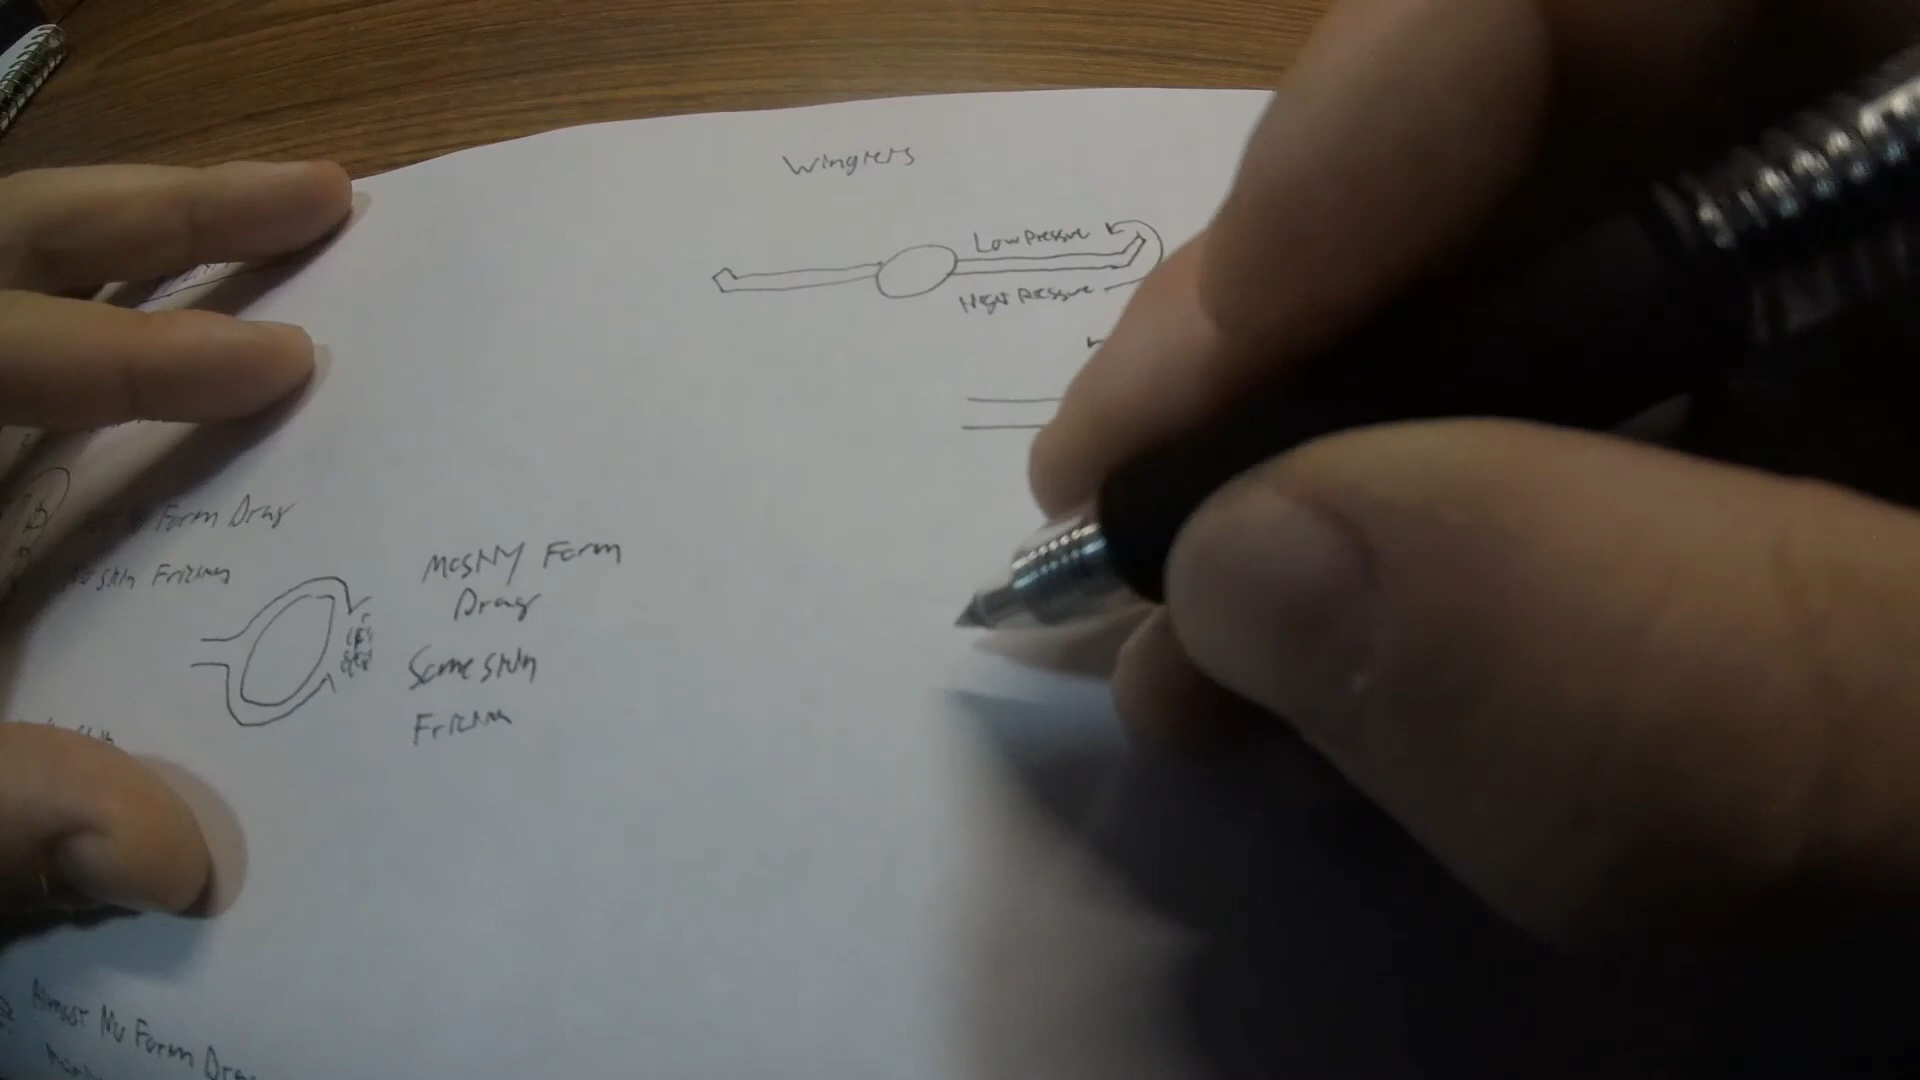 Winglets
Low Pressure
High Pressure
Form Drag
Skin Friction
Mostly Form
Drag
Some skin
Friction
Almost No Form Drag